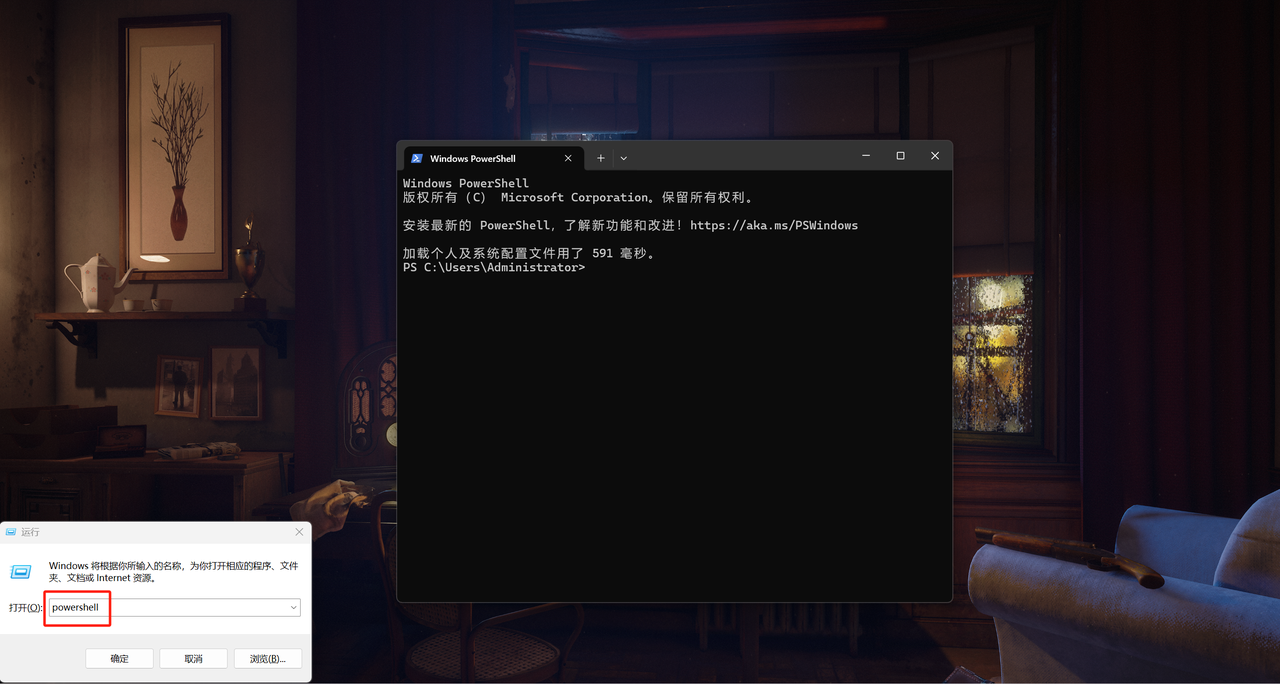 Windows PowerShell
Windows PowerShell
版权所有 (C) Microsoft Corporation。保留所有权利。
安装最新的 PowerShell，了解新功能和改进！https://aka.ms/PSWindows
加载个人及系统配置文件用了 591 毫秒。
PS C:\Users\Administrator>
运行
Windows 将根据你所输入的名称，为你打开相应的程序、文件
夹、文档或 Internet 资源。
打开(O): powershell
确定 取消 浏览(B)...